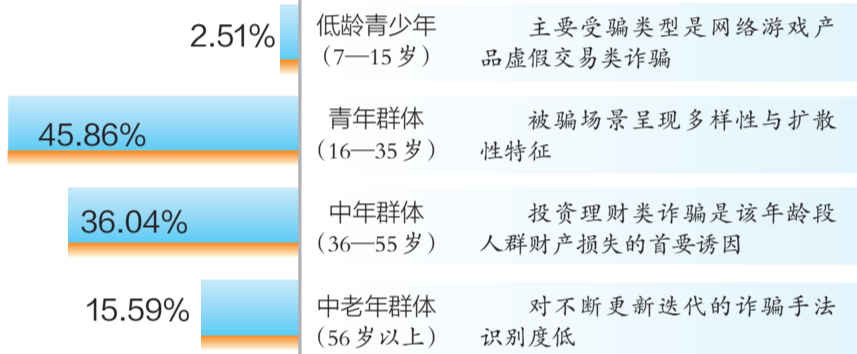 2.51%
低龄青少年
（7—15岁）
主要受骗类型是网络游戏产
品虚假交易类诈骗
45.86%
青年群体
（16—35岁）
被骗场景呈现多样性与扩散
性特征
36.04%
中年群体
（36—55岁）
投资理财类诈骗是该年龄段
人群财产损失的首要诱因
15.59%
中老年群体
（56岁以上）
对不断更新迭代的诈骗手法
识别度低